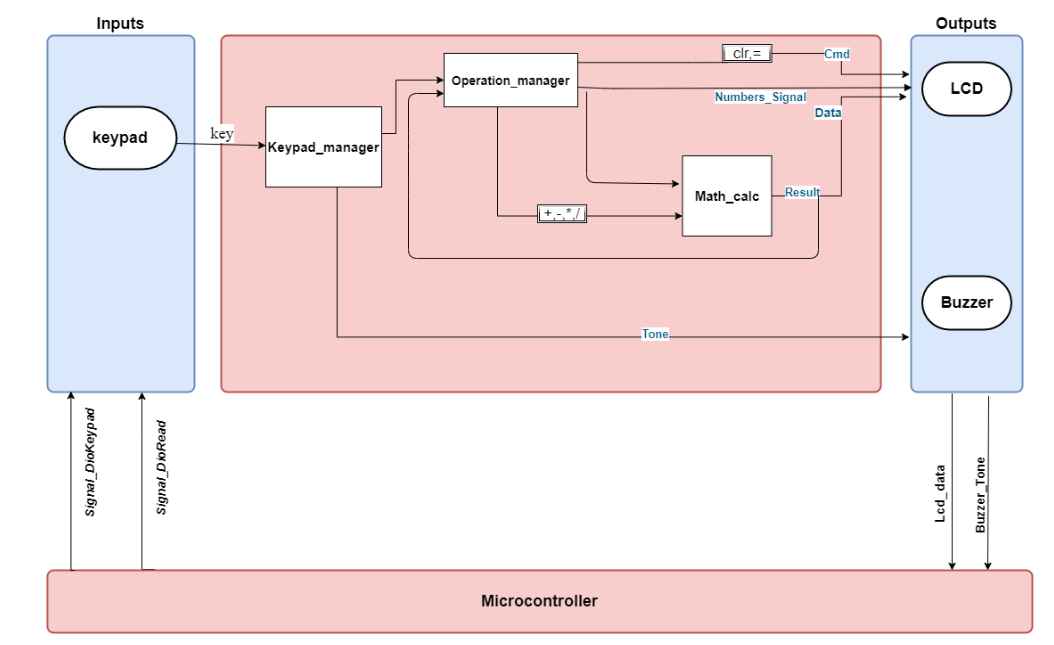 Inputs
Outputs
keypad
key
Keypad_manager
Operation_manager
clr,=
Cmd
Numbers_Signal
Data
LCD
Math_calc
Result
+,-,*,/
Buzzer
Tone
Signal_DioKeypad
Signal_DioRead
Lcd_data
Buzzer_Tone
Microcontroller